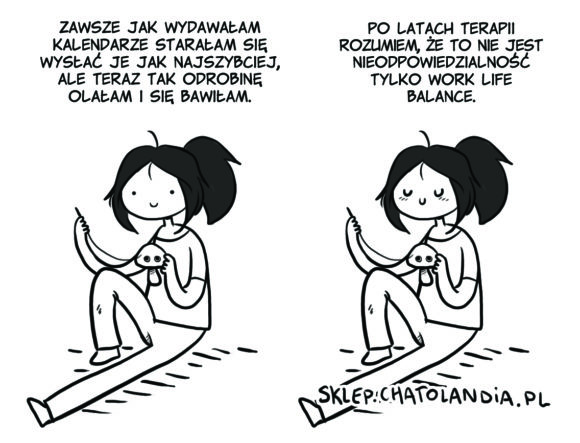 ZAWSZE JAK WYDAWAŁAM
KALENDARZE STARAŁAM SIĘ
WYSŁAĆ JE JAK NAJSZYBCIEJ,
ALE TERAZ TAK ODROBINĘ
OLAŁAM I SIĘ BAWIŁAM.
PO LATACH TERAPII
ROZUMIEM, ŻE TO NIE JEST
NIEODPOWIEDZIALNOŚĆ
TYLKO WORK LIFE
BALANCE.
SKLEP.CHATOLANDIA.PL